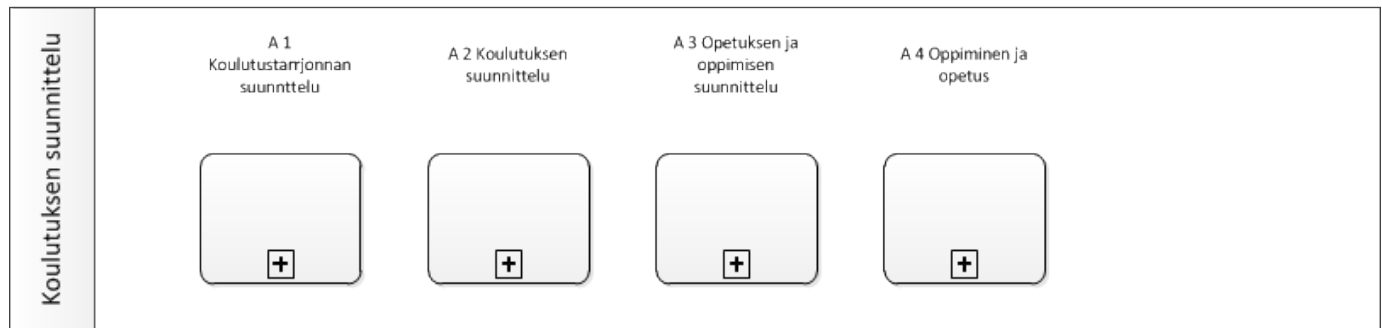 Koulutuksen suunnittelu
A 1
Koulutustarrjonnan
suunnttelu
A 2 Koulutuksen
suunnittelu
A 3 Opetuksen ja
oppimisen
suunnittelu
A 4 Oppiminen ja
opetus